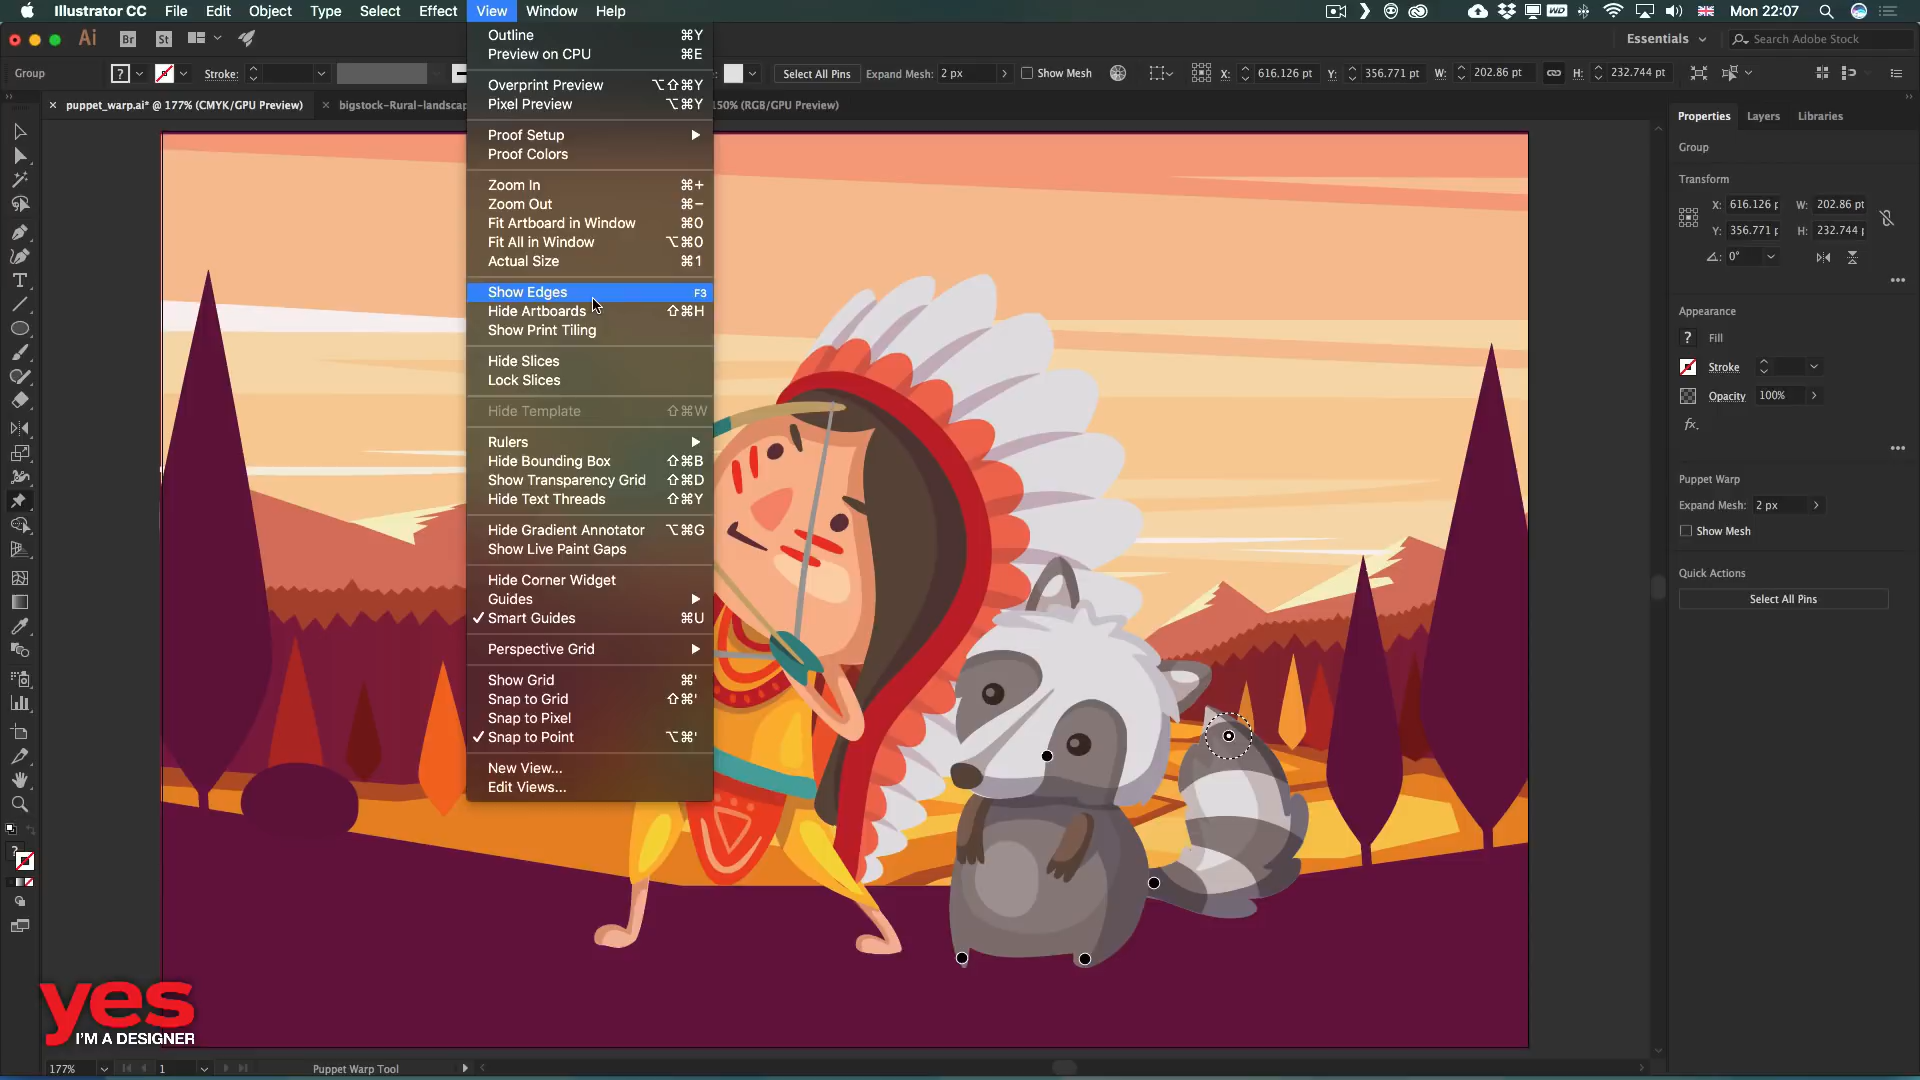 Illustrator CC File Edit Object Type Select Effect View Window Help
Mon 22:07
Ai Br St
Essentials
Search Adobe Stock
Group
?
Stroke:
Select All Pins
Expand Mesh: 2 px
Show Mesh
X: 616.126 pt
Y: 356.771 pt
W: 202.86 pt
H: 232.744 pt
puppet_warp.ai* @ 177% (CMYK/GPU Preview)
bigstock-Rural-landscap
150% (RGB/GPU Preview)
Outline ⌘Y
Preview on CPU ⌘E
Overprint Preview ⌥⇧⌘Y
Pixel Preview ⌥⌘Y
Proof Setup
Proof Colors
Zoom In ⌘+
Zoom Out ⌘−
Fit Artboard in Window ⌘0
Fit All in Window ⌥⌘0
Actual Size ⌘1
Show Edges F3
Hide Artboards ⇧⌘H
Show Print Tiling
Hide Slices
Lock Slices
Hide Template ⇧⌘W
Rulers
Hide Bounding Box ⇧⌘B
Show Transparency Grid ⇧⌘D
Hide Text Threads ⇧⌘Y
Hide Gradient Annotator ⌥⌘G
Show Live Paint Gaps
Hide Corner Widget
Guides
✓ Smart Guides ⌘U
Perspective Grid
Show Grid ⌘'
Snap to Grid ⇧⌘'
Snap to Pixel
✓ Snap to Point ⌥⌘'
New View...
Edit Views...
Properties Layers Libraries
Group
Transform
X: 616.126 p
W: 202.86 pt
Y: 356.771 p
H: 232.744 p
0°
Appearance
? Fill
Stroke
Opacity 100%
fx.
Puppet Warp
Expand Mesh: 2 px
Show Mesh
Quick Actions
Select All Pins
yes
I'M A DESIGNER
177%
1
Puppet Warp Tool